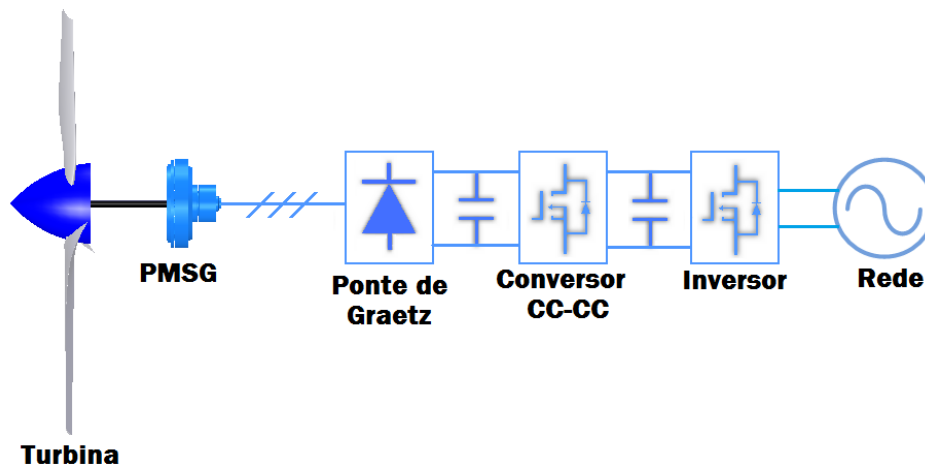 PMSG
Ponte de
Graetz
Conversor
CC-CC
Inversor
Rede
Turbina